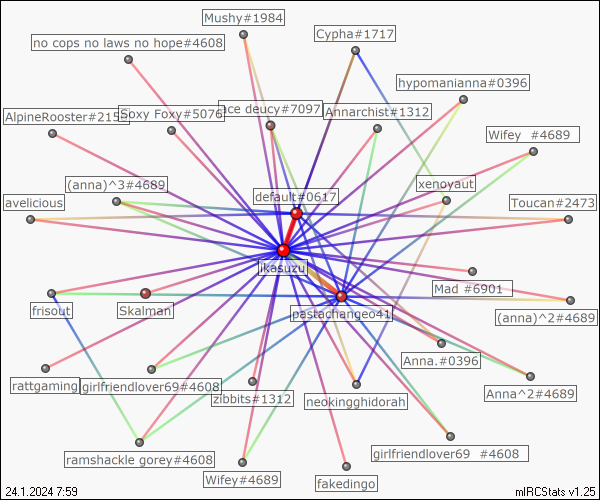 Mushy#1984
Cypha#1717
no cops no laws no hope#4608
hypomanianna#0396
AlpineRooster#215
Soxy Foxy#5076
ace deucy#7097
Annarchist#1312
Wifey #4689
(anna)^3#4689
xenoyaut
avelicious
default#0617
Toucan#2473
ikasuzu
Mad #6901
frisout
Skalman
pastachangeo41
(anna)^2#4689
Anna.#0396
rattgaming
girlfriendlover69#4608
zibbits#1312
neokingghidorah
Anna^2#4689
ramshackle gorey#4608
girlfriendlover69 #4608
Wifey#4689
fakedingo
24.1.2024 7:59
mIRCStats v1.25